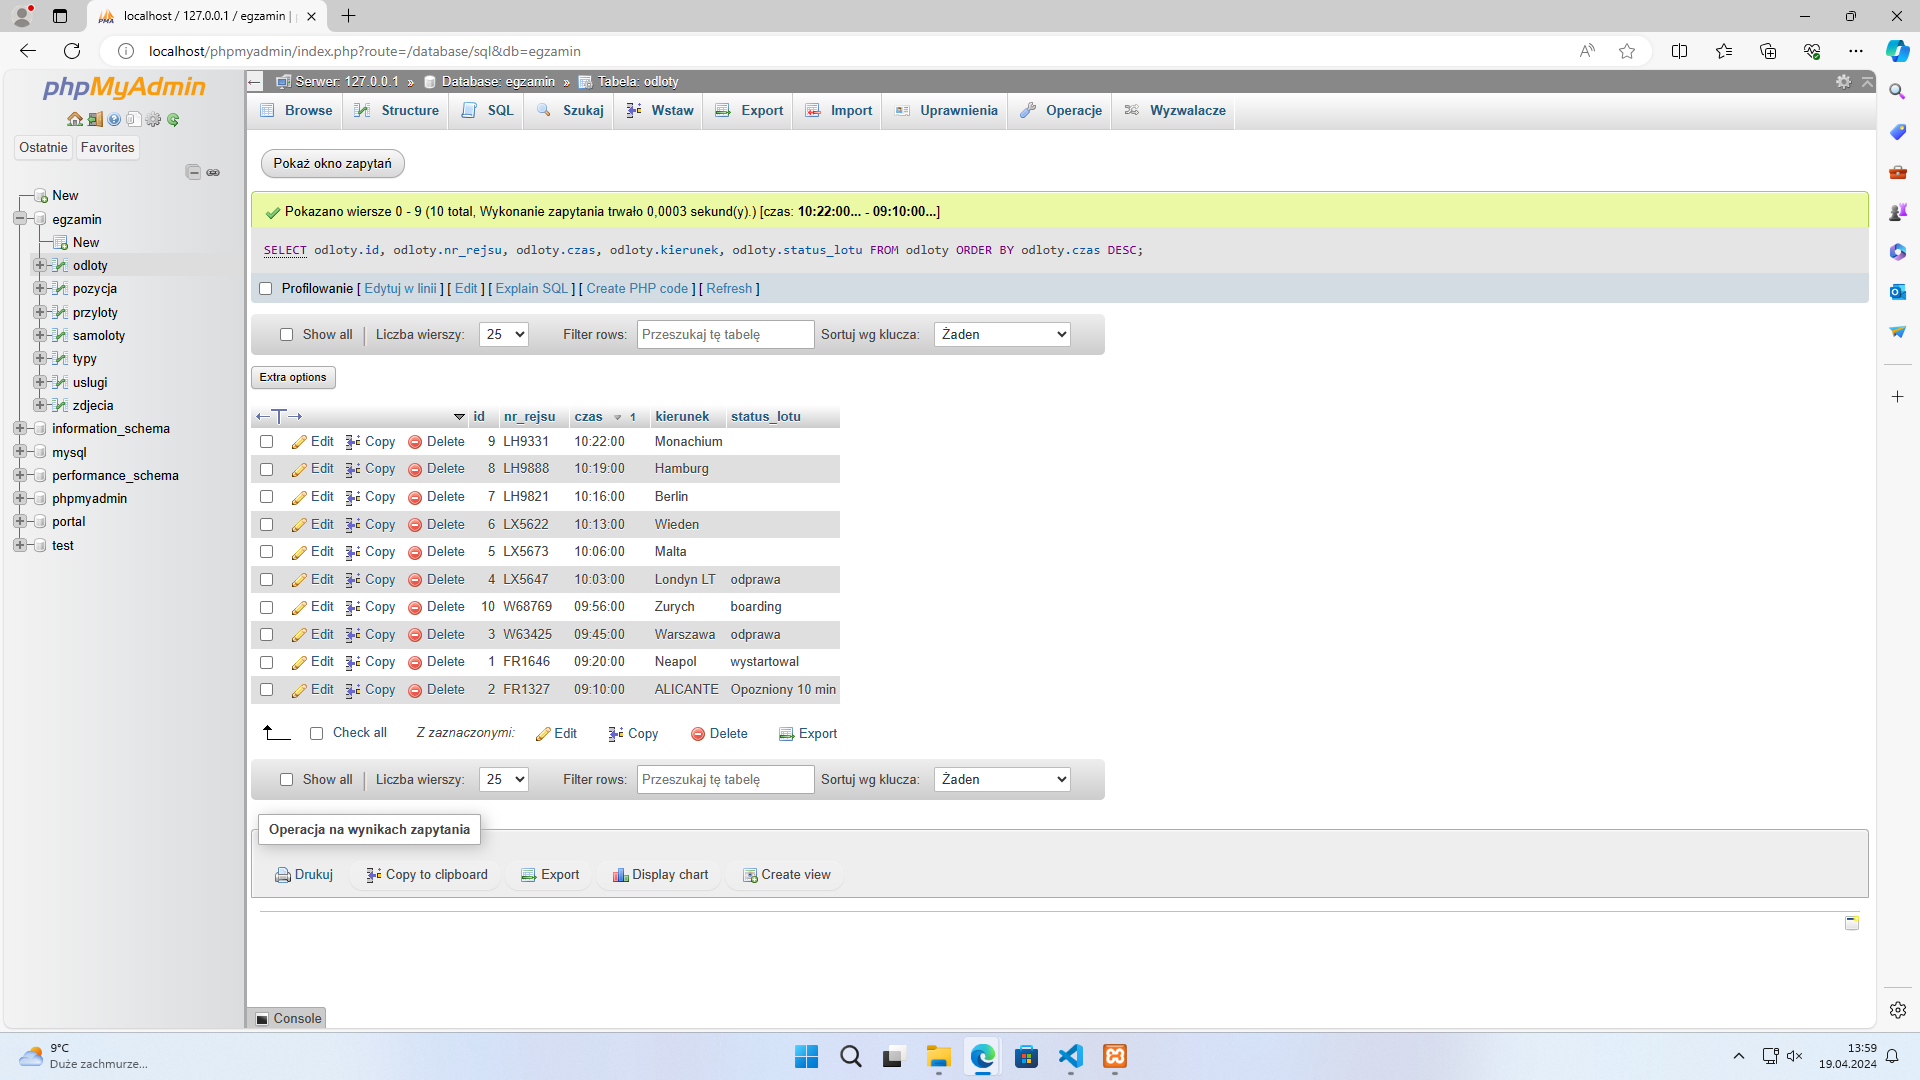 localhost / 127.0.0.1 / egzamin |
localhost/phpmyadmin/index.php?route=/database/sql&db=egzamin
phpMyAdmin
Ostatnie
Favorites
New
egzamin
New
odloty
pozycja
przyloty
samoloty
typy
uslugi
zdjecia
information_schema
mysql
performance_schema
phpmyadmin
portal
test
Serwer: 127.0.0.1 » Database: egzamin » Tabela: odloty
Browse Structure SQL Szukaj Wstaw Export Import Uprawnienia Operacje Wyzwalacze
Pokaż okno zapytań
Pokazano wiersze 0 - 9 (10 total, Wykonanie zapytania trwało 0,0003 sekund(y).) [czas: 10:22:00... - 09:10:00...]
SELECT odloty.id, odloty.nr_rejsu, odloty.czas, odloty.kierunek, odloty.status_lotu FROM odloty ORDER BY odloty.czas DESC;
Profilowanie [ Edytuj w linii ] [ Edit ] [ Explain SQL ] [ Create PHP code ] [ Refresh ]
Show all Liczba wierszy: 25 Filter rows: Przeszukaj tę tabelę Sortuj wg klucza: Żaden
Extra options
←T→ id nr_rejsu czas 1 kierunek status_lotu
Edit Copy Delete 9 LH9331 10:22:00 Monachium
Edit Copy Delete 8 LH9888 10:19:00 Hamburg
Edit Copy Delete 7 LH9821 10:16:00 Berlin
Edit Copy Delete 6 LX5622 10:13:00 Wieden
Edit Copy Delete 5 LX5673 10:06:00 Malta
Edit Copy Delete 4 LX5647 10:03:00 Londyn LT odprawa
Edit Copy Delete 10 W68769 09:56:00 Zurych boarding
Edit Copy Delete 3 W63425 09:45:00 Warszawa odprawa
Edit Copy Delete 1 FR1646 09:20:00 Neapol wystartowal
Edit Copy Delete 2 FR1327 09:10:00 ALICANTE Opozniony 10 min
Check all Z zaznaczonymi: Edit Copy Delete Export
Show all Liczba wierszy: 25 Filter rows: Przeszukaj tę tabelę Sortuj wg klucza: Żaden
Operacja na wynikach zapytania
Drukuj Copy to clipboard Export Display chart Create view
Console
9°C
Duże zachmurze...
13:59
19.04.2024